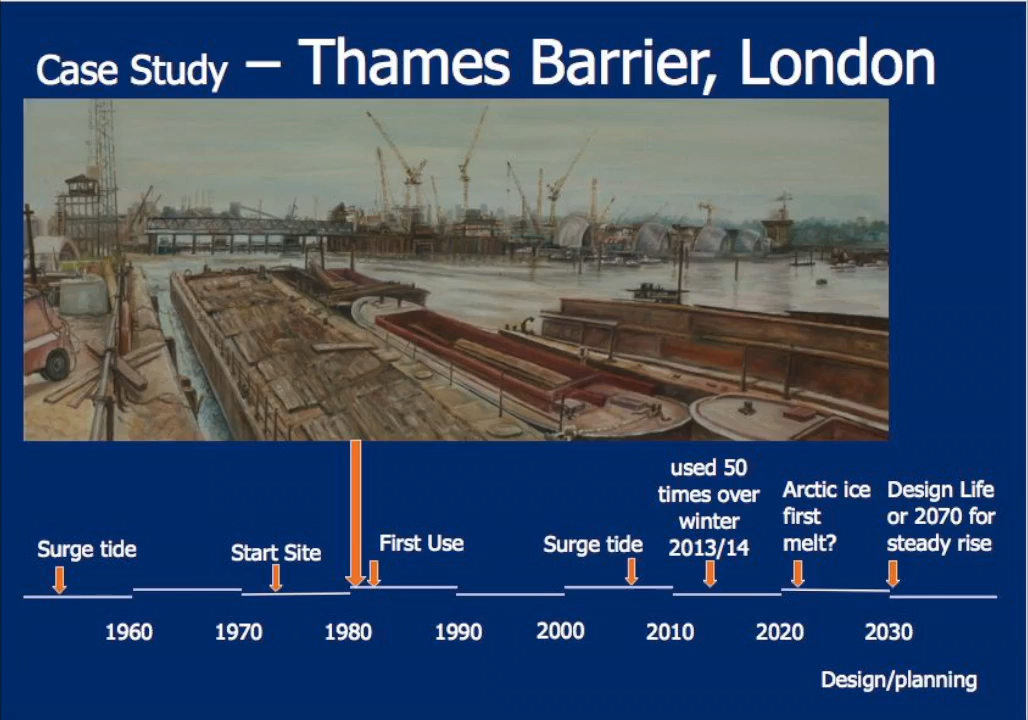 Case Study – Thames Barrier, London
used 50
times over
winter
2013/14
Arctic ice
first
melt?
Design Life
or 2070 for
steady rise
Surge tide
Start Site
First Use
Surge tide
1960
1970
1980
1990
2000
2010
2020
2030
Design/planning